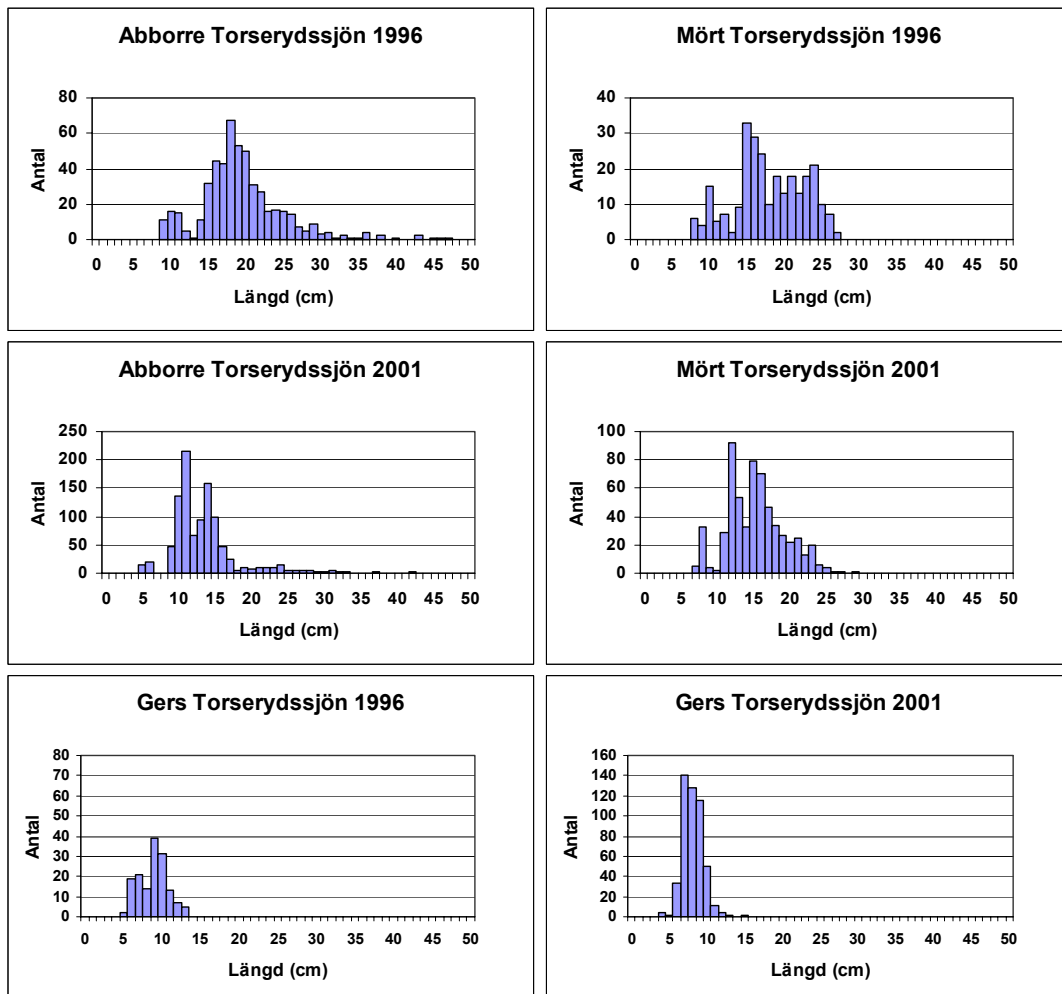 Abborre Torserydssjön 1996
80
60
40
20
0
Antal
0 5 10 15 20 25 30 35 40 45 50
Längd (cm)
Mört Torserydssjön 1996
40
30
20
10
0
Antal
0 5 10 15 20 25 30 35 40 45 50
Längd (cm)
Abborre Torserydssjön 2001
250
200
150
100
50
0
Antal
0 5 10 15 20 25 30 35 40 45 50
Längd (cm)
Mört Torserydssjön 2001
100
80
60
40
20
0
Antal
0 5 10 15 20 25 30 35 40 45 50
Längd (cm)
Gers Torserydssjön 1996
80
70
60
50
40
30
20
10
0
Antal
0 5 10 15 20 25 30 35 40 45 50
Längd (cm)
Gers Torserydssjön 2001
160
140
120
100
80
60
40
20
0
Antal
0 5 10 15 20 25 30 35 40 45 50
Längd (cm)